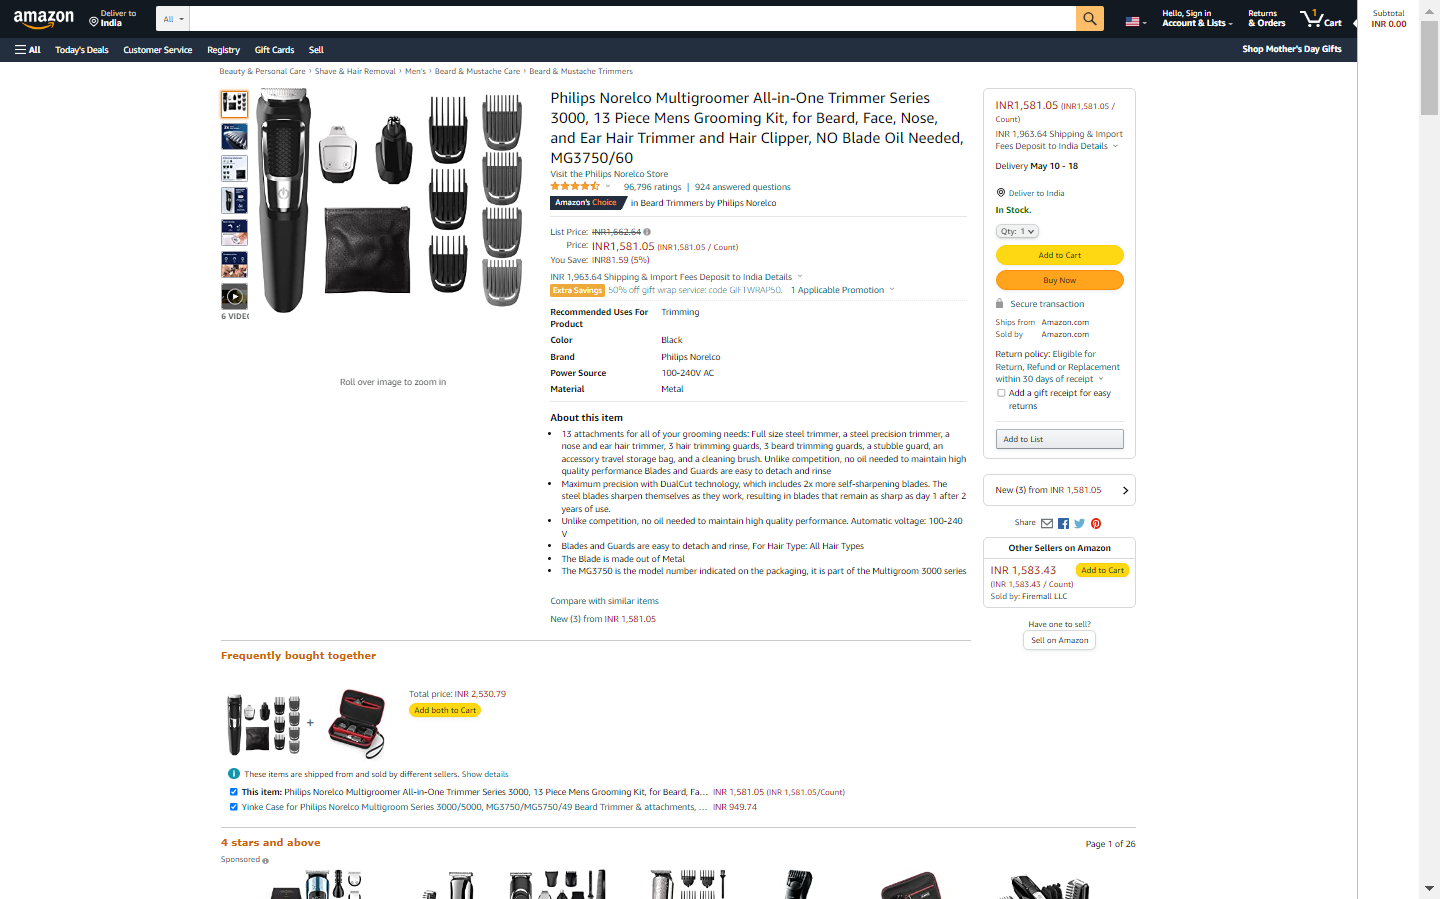 amazon
Deliver to
India
All
Hello, Sign in
Account & Lists
Returns
& Orders
1
Cart
Subtotal
INR 0.00
All
Today's Deals
Customer Service
Registry
Gift Cards
Sell
Shop Mother's Day Gifts
Beauty & Personal Care › Shave & Hair Removal › Men's › Beard & Mustache Care › Beard & Mustache Trimmers
6 VIDEO
Roll over image to zoom in
Philips Norelco Multigroomer All-in-One Trimmer Series
3000, 13 Piece Mens Grooming Kit, for Beard, Face, Nose,
and Ear Hair Trimmer and Hair Clipper, NO Blade Oil Needed,
MG3750/60
Visit the Philips Norelco Store
96,796 ratings | 924 answered questions
Amazon's Choice in Beard Trimmers by Philips Norelco
List Price: INR1,662.64
Price: INR1,581.05 (INR1,581.05 / Count)
You Save: INR81.59 (5%)
INR 1,963.64 Shipping & Import Fees Deposit to India Details
Extra Savings 50% off gift wrap service: code GIFTWRAP50. 1 Applicable Promotion
Recommended Uses For Product Trimming
Color Black
Brand Philips Norelco
Power Source 100-240V AC
Material Metal
About this item
• 13 attachments for all of your grooming needs: Full size steel trimmer, a steel precision trimmer, a
nose and ear hair trimmer, 3 hair trimming guards, 3 beard trimming guards, a stubble guard, an
accessory travel storage bag, and a cleaning brush. Unlike competition, no oil needed to maintain high
quality performance Blades and Guards are easy to detach and rinse
• Maximum precision with DualCut technology, which includes 2x more self-sharpening blades. The
steel blades sharpen themselves as they work, resulting in blades that remain as sharp as day 1 after 2
years of use.
• Unlike competition, no oil needed to maintain high quality performance. Automatic voltage: 100-240
V
• Blades and Guards are easy to detach and rinse, For Hair Type: All Hair Types
• The Blade is made out of Metal
• The MG3750 is the model number indicated on the packaging, it is part of the Multigroom 3000 series
Compare with similar items
New (3) from INR 1,581.05
INR1,581.05 (INR1,581.05 /
Count)
INR 1,963.64 Shipping & Import
Fees Deposit to India Details
Delivery May 10 - 18
Deliver to India
In Stock.
Qty: 1
Add to Cart
Buy Now
Secure transaction
Ships from Amazon.com
Sold by Amazon.com
Return policy: Eligible for
Return, Refund or Replacement
within 30 days of receipt
Add a gift receipt for easy
returns
Add to List
New (3) from INR 1,581.05
Share
Other Sellers on Amazon
INR 1,583.43 Add to Cart
(INR 1,583.43 / Count)
Sold by: Firemall LLC
Have one to sell?
Sell on Amazon
Frequently bought together
+
Total price: INR 2,530.79
Add both to Cart
These items are shipped from and sold by different sellers. Show details
This item: Philips Norelco Multigroomer All-in-One Trimmer Series 3000, 13 Piece Mens Grooming Kit, for Beard, Fa... INR 1,581.05 (INR 1,581.05/Count)
Yinke Case for Philips Norelco Multigroom Series 3000/5000, MG3750/MG5750/49 Beard Trimmer & attachments, ... INR 949.74
4 stars and above
Page 1 of 26
Sponsored